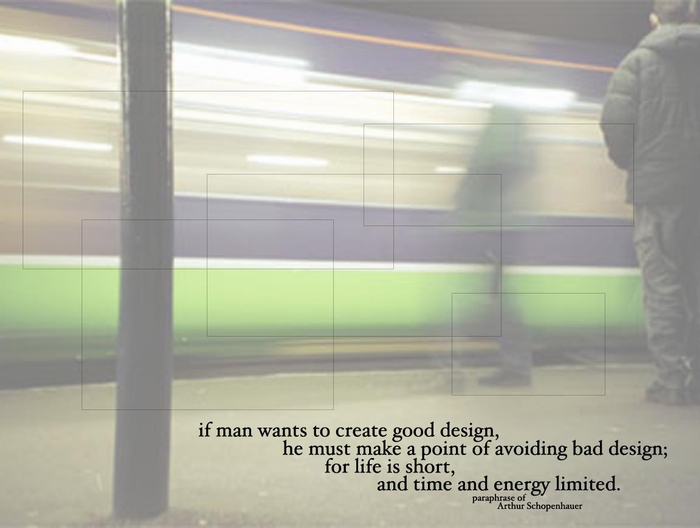 if man wants to create good design,
he must make a point of avoiding bad design;
for life is short,
and time and energy limited.
paraphrase of
Arthur Schopenhauer